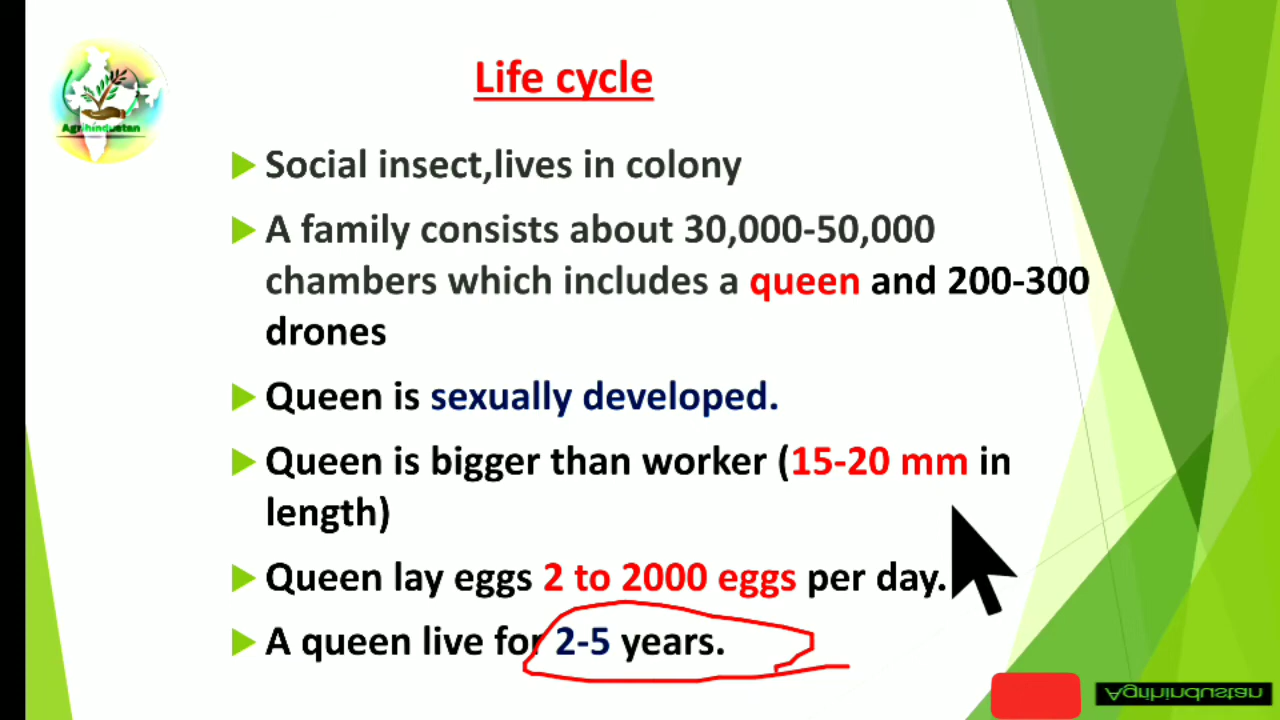 Agrihindustan
Life cycle
Social insect,lives in colony
A family consists about 30,000-50,000
chambers which includes a queen and 200-300
drones
Queen is sexually developed.
Queen is bigger than worker (15-20 mm in
length)
Queen lay eggs 2 to 2000 eggs per day.
A queen live for 2-5 years.
Agrihindustan